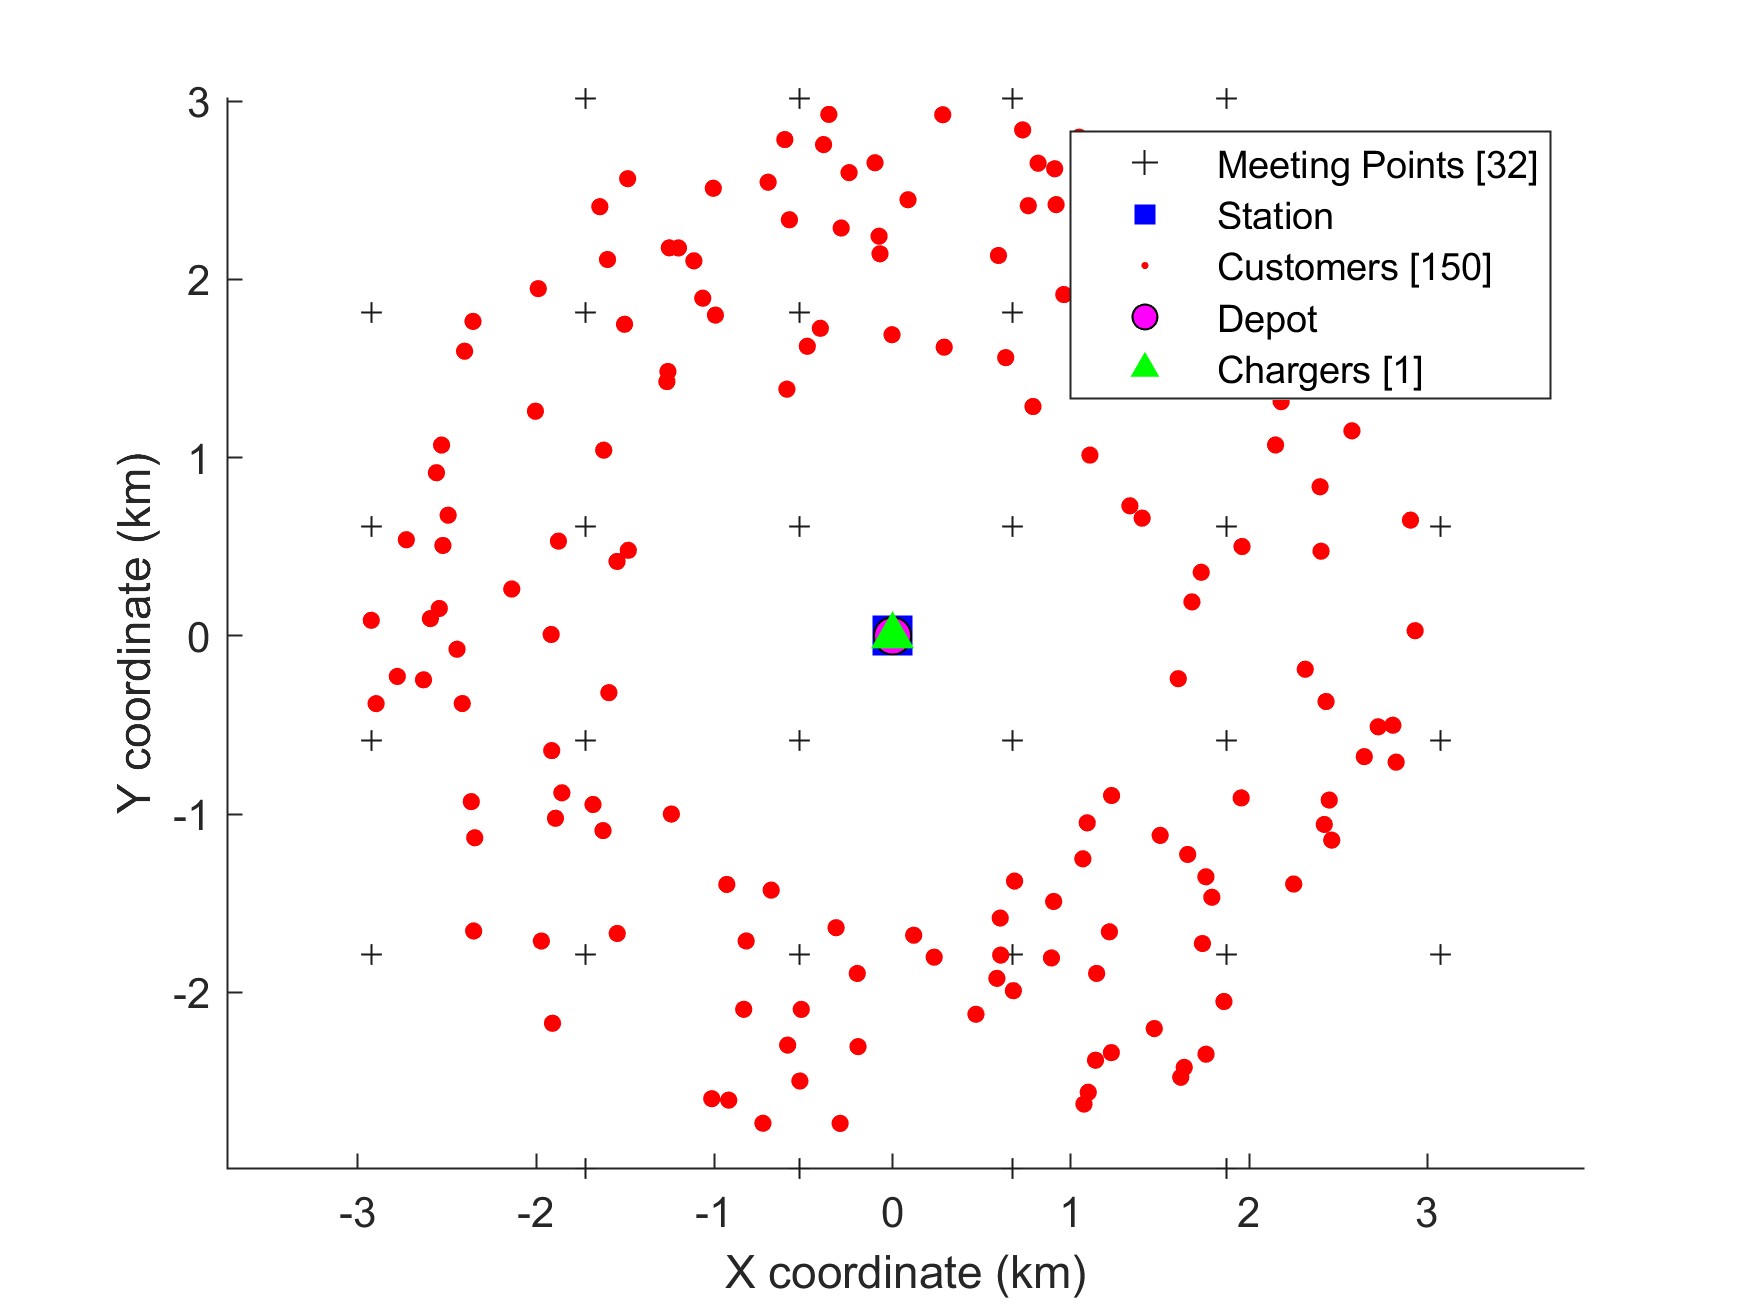 3
2
1
0
-1
-2
Y coordinate (km)
Meeting Points [32]
Station
Customers [150]
Depot
Chargers [1]
-3 -2 -1 0 1 2 3
X coordinate (km)